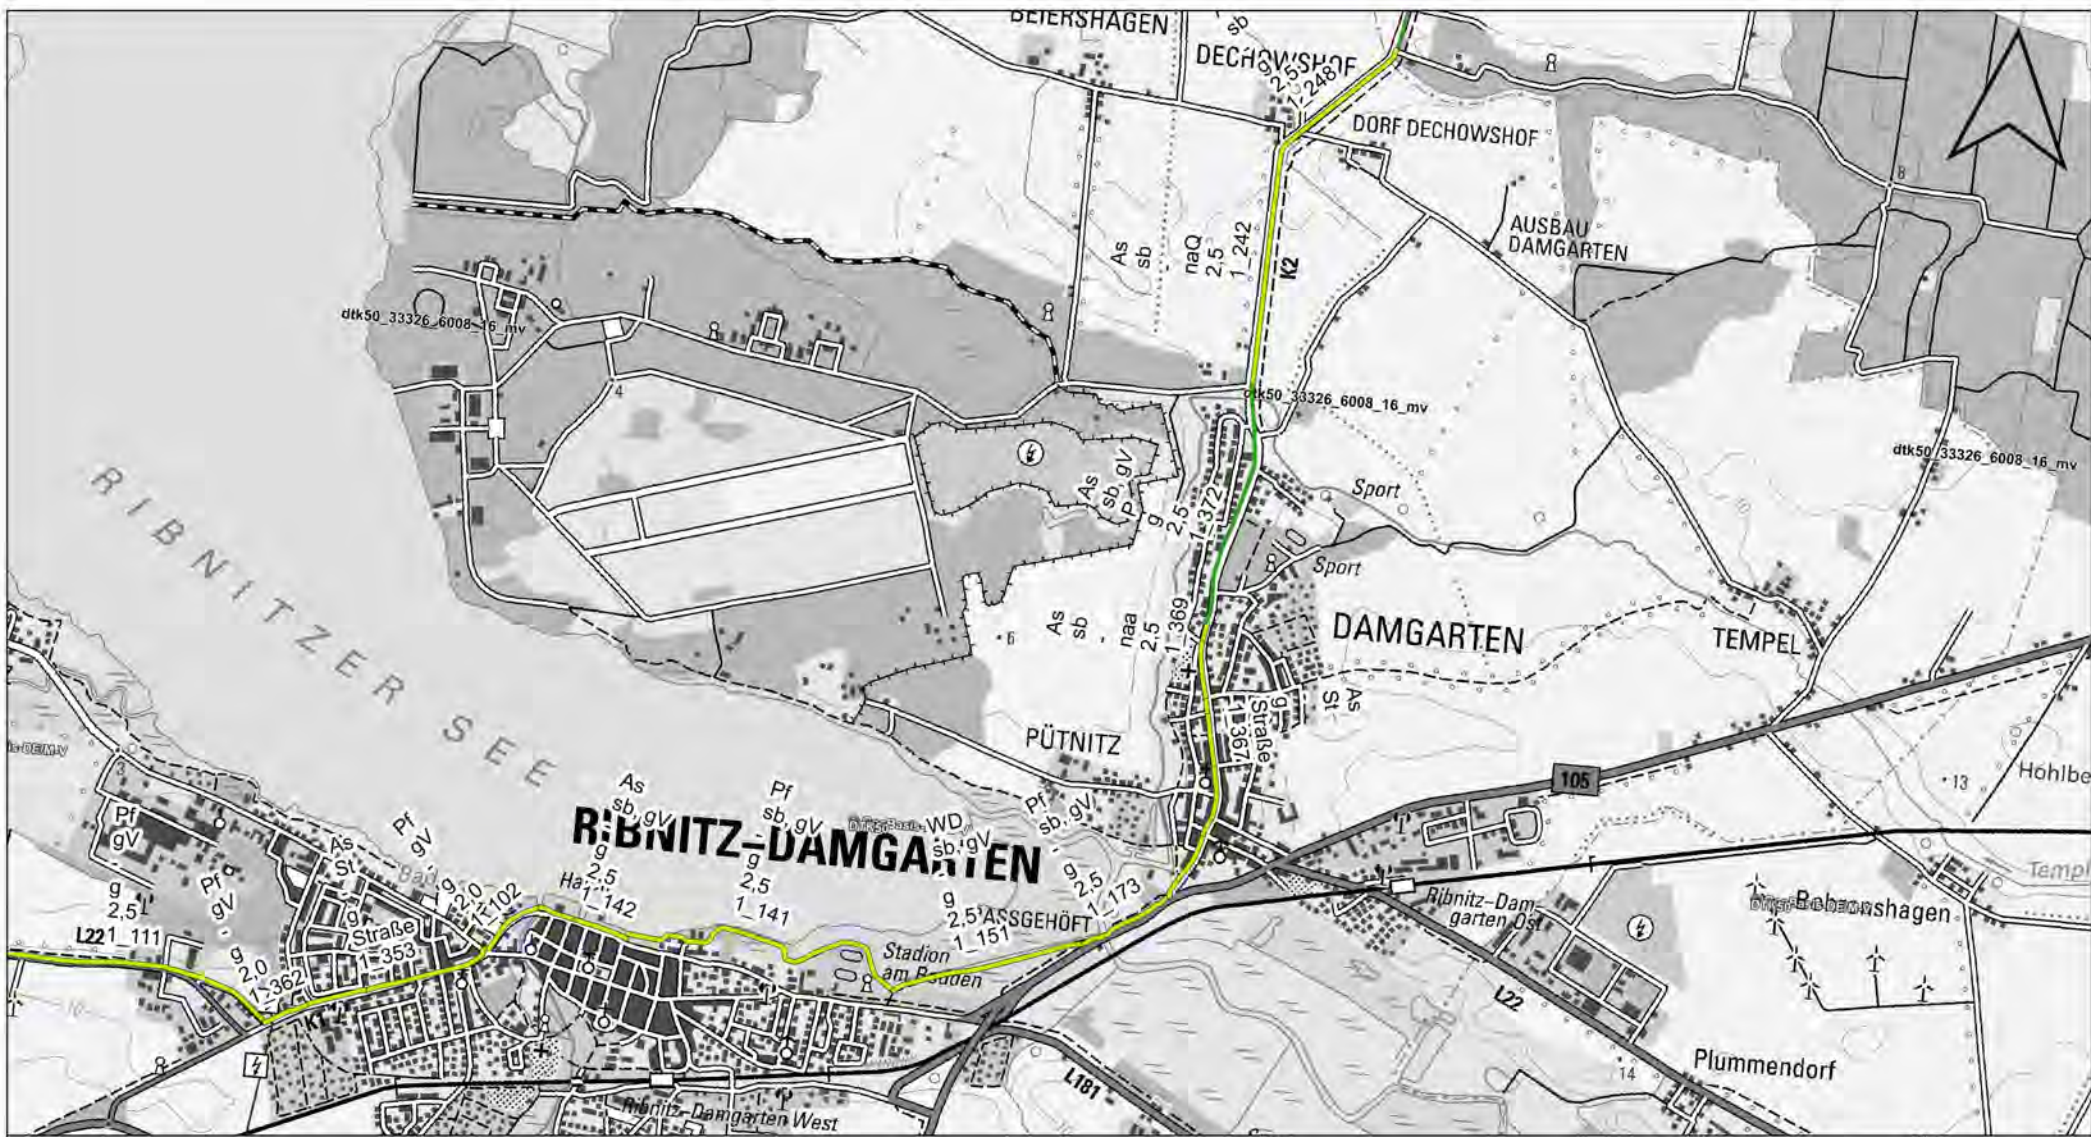 BEIERSHAGEN
sb
DECHOWSHOF
g
2,5
1_248
DORF DECHOWSHOF
8
AUSBAU
DAMGARTEN
As
sb
-
naQ
2,5
1_242
K2
dtk50_33326_6008_16_mv
4
dtk50_33326_6008_16_mv
dtk50_33326_6008_16_mv
RIBNITZER SEE
As
sb, gV
g
2,5
1_372
Sport
Sport
As
sb
-
naa
2,5
1_369
6
DAMGARTEN
TEMPEL
As
St
-
g
Straße
1_367
PÜTNITZ
105
13
3
Pf
gV
-
g
2,5
1_111
L22
Pf
gV
-
g
2,0
1_362
As
St
-
g
Straße
1_353
Pf
gV
-
g
2,0
1_102
As
sb, gV
-
g
2,5
1_142
Pf
sb, gV
-
g
2,5
1_141
WD
sb, gV
-
g
2,5
1_151
Pf
sb, gV
-
g
2,5
1_173
RIBNITZ-DAMGARTEN
ASSGEHÖFT
Stadion
am Bodden
Ribnitz-Dam-
garten Ost
10
L22
Plummendorf
14
L181
Ribnitz-Damgarten West